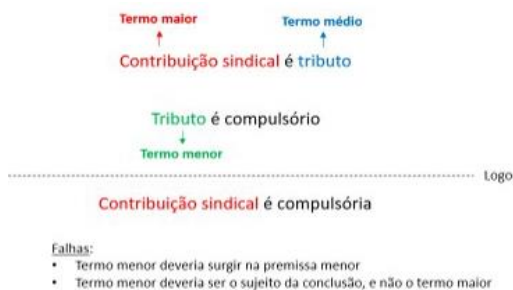 Termo maior Termo médio
Contribuição sindical é tributo
Tributo é compulsório
Termo menor
Logo
Contribuição sindical é compulsória
Falhas:
• Termo menor deveria surgir na premissa menor
• Termo menor deveria ser o sujeito da conclusão, e não o termo maior